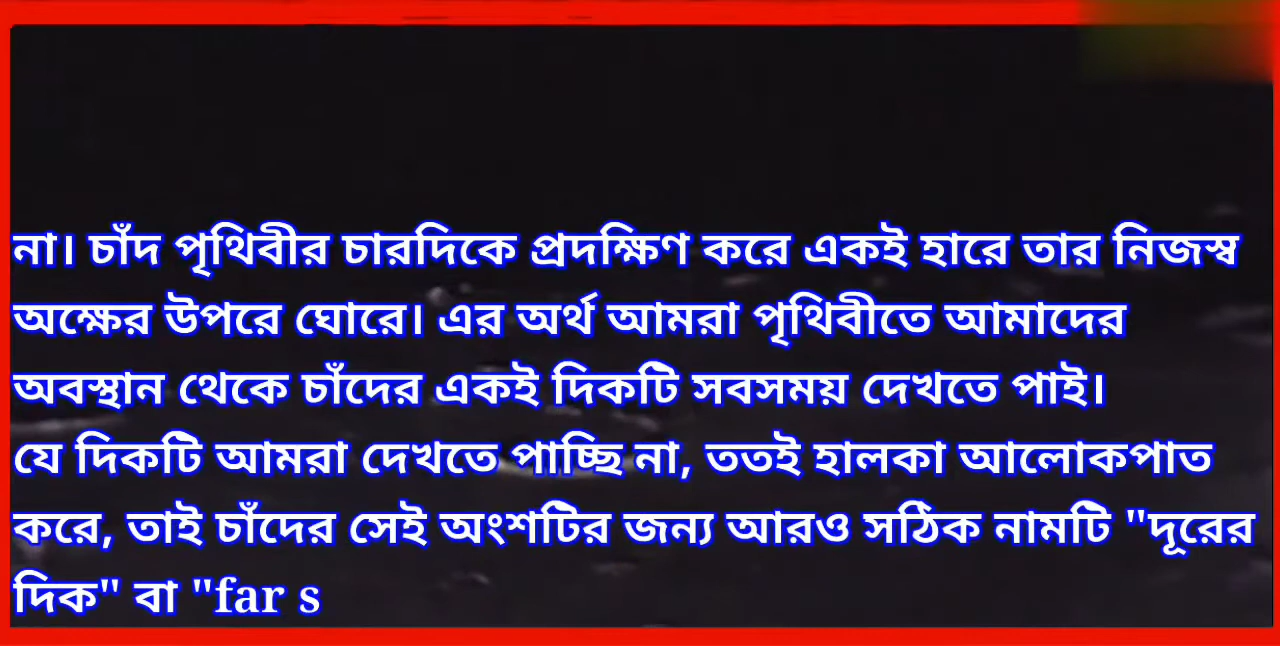 না। চাঁদ পৃথিবীর চারদিকে প্রদক্ষিণ করে একই হারে তার নিজস্ব
অক্ষের উপরে ঘোরে। এর অর্থ আমরা পৃথিবীতে আমাদের
অবস্থান থেকে চাঁদের একই দিকটি সবসময় দেখতে পাই।
যে দিকটি আমরা দেখতে পাচ্ছি না, ততই হালকা আলোকপাত
করে, তাই চাঁদের সেই অংশটির জন্য আরও সঠিক নামটি "দূরের
দিক" বা "far s